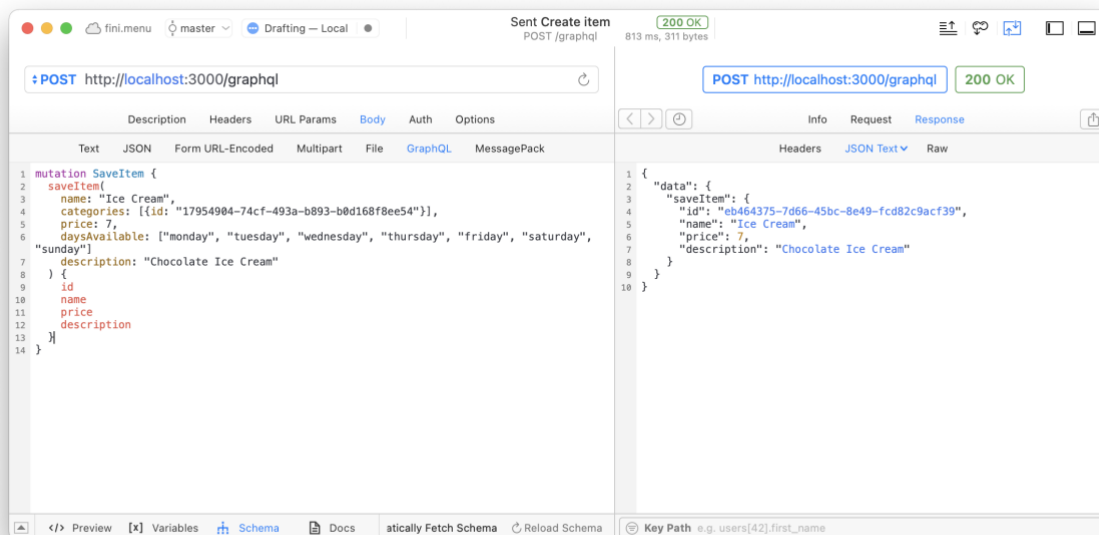 fini.menu master Drafting — Local Sent Create item 200 OK
POST /graphql 813 ms, 311 bytes
POST http://localhost:3000/graphql
POST http://localhost:3000/graphql 200 OK
Description Headers URL Params Body Auth Options
Info Request Response
Text JSON Form URL-Encoded Multipart File GraphQL MessagePack
Headers JSON Text Raw
1 mutation SaveItem {
2 saveItem(
3 name: "Ice Cream",
4 categories: [{id: "17954904-74cf-493a-b893-b0d168f8ee54"}],
5 price: 7,
6 daysAvailable: ["monday", "tuesday", "wednesday", "thursday", "friday", "saturday",
"sunday"]
7 description: "Chocolate Ice Cream"
8 ) {
9 id
10 name
11 price
12 description
13 }
14 }
1 {
2 "data": {
3 "saveItem": {
4 "id": "eb464375-7d66-45bc-8e49-fcd82c9acf39",
5 "name": "Ice Cream",
6 "price": 7,
7 "description": "Chocolate Ice Cream"
8 }
9 }
10 }
</> Preview [x] Variables Schema Docs atically Fetch Schema Reload Schema
Key Path e.g. users[42].first_name